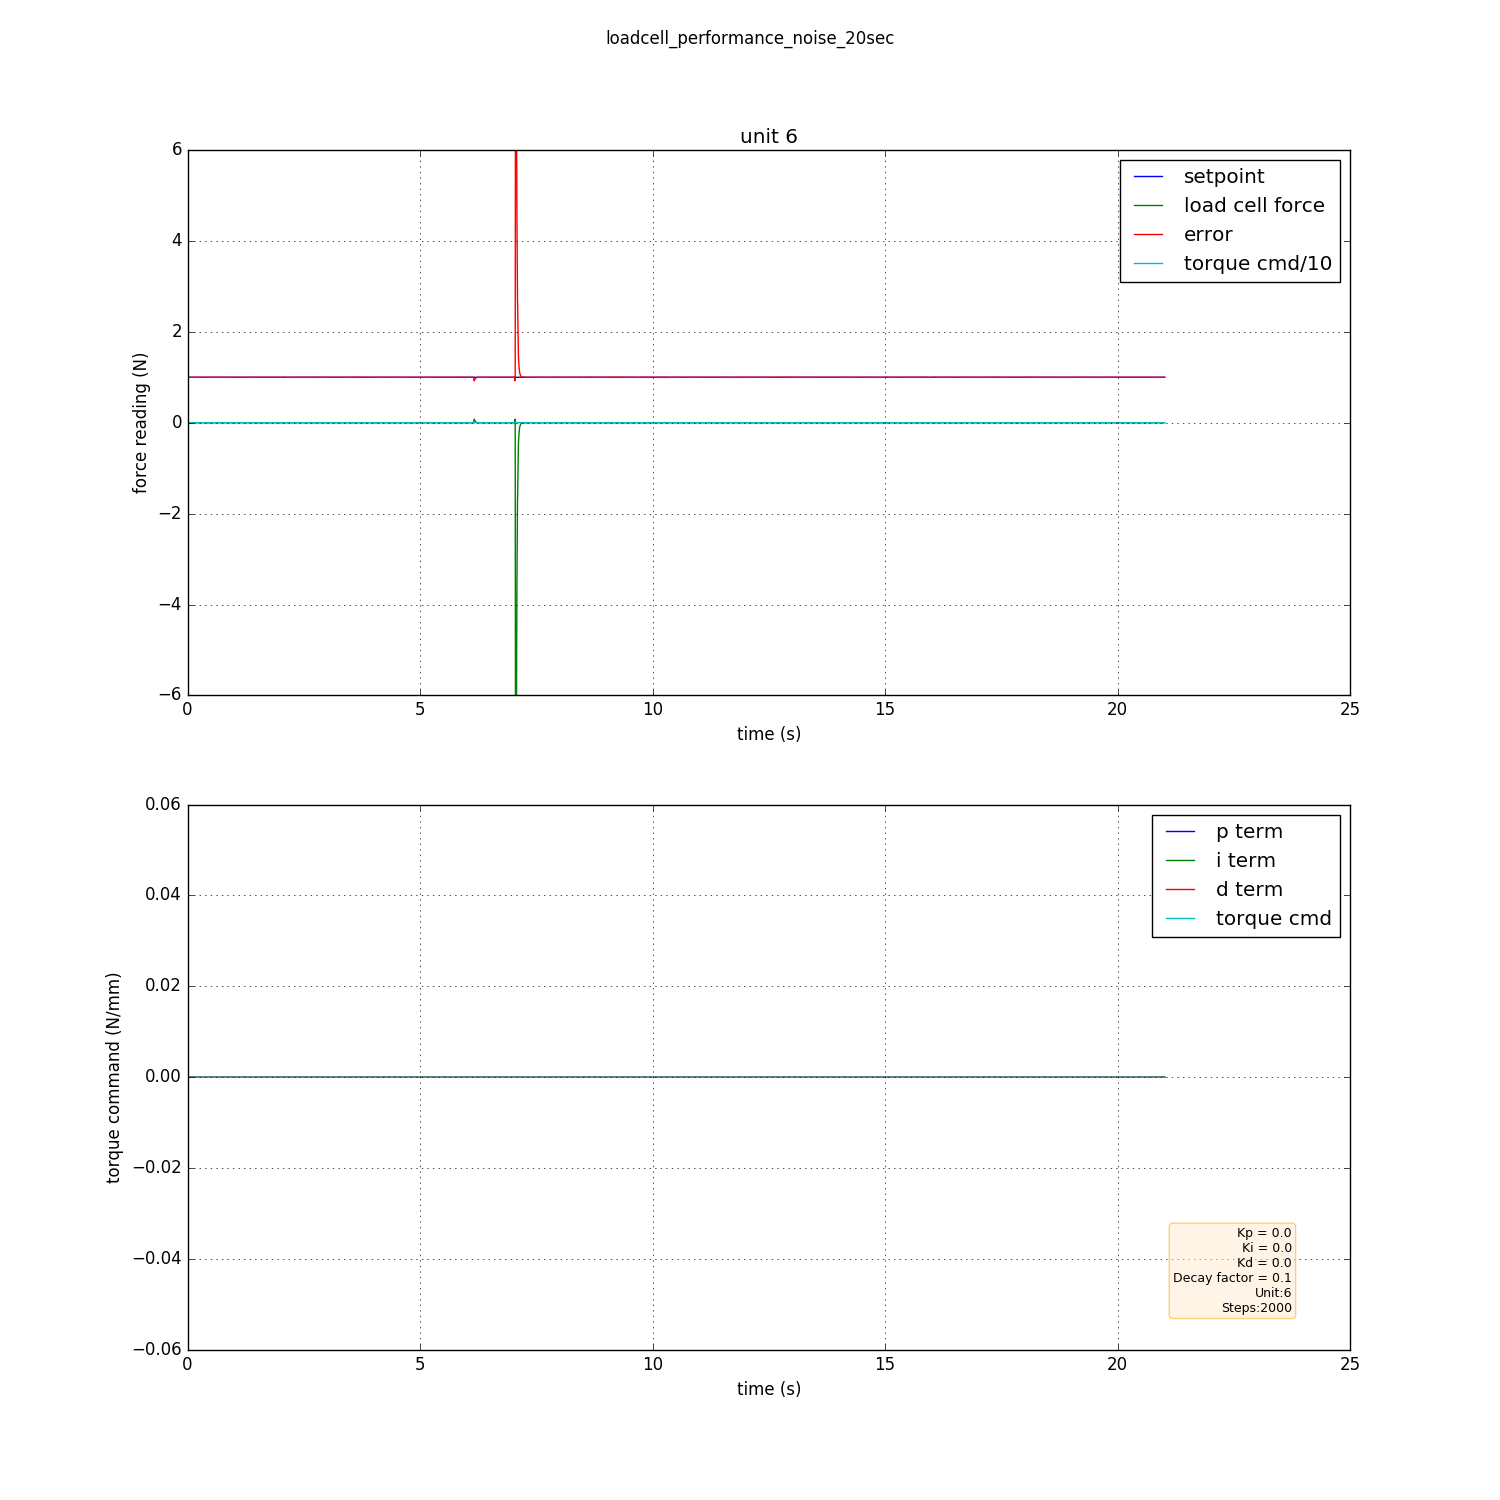 loadcell_performance_noise_20sec
unit 6
6
4
2
0
−2
−4
−6
force reading (N)
setpoint
load cell force
error
torque cmd/10
0 5 10 15 20 25
time (s)
0.06
0.04
0.02
0.00
−0.02
−0.04
−0.06
torque command (N/mm)
p term
i term
d term
torque cmd
Kp = 0.0
Ki = 0.0
Kd = 0.0
Decay factor = 0.1
Unit:6
Steps:2000
0 5 10 15 20 25
time (s)